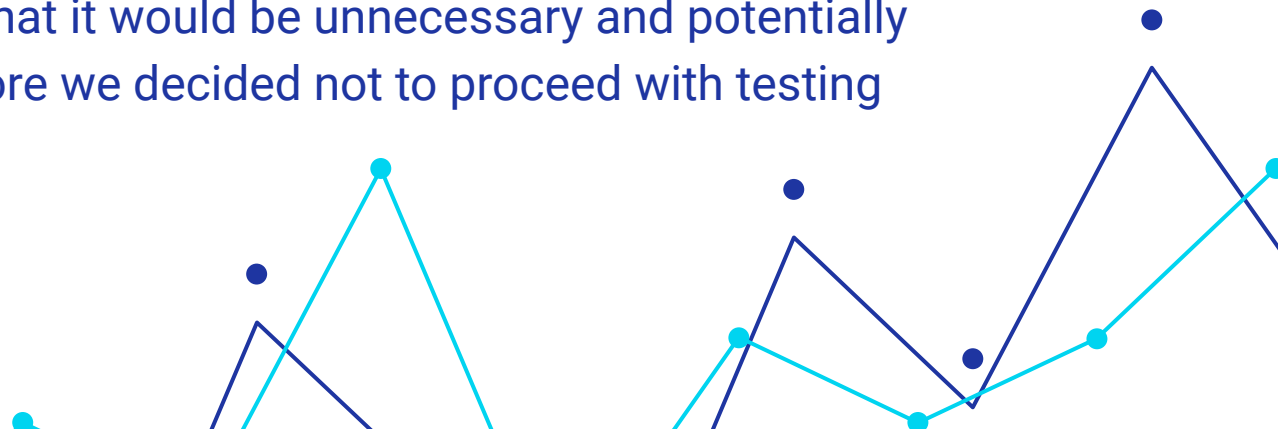 hat it would be unnecessary and potentially
ore we decided not to proceed with testing